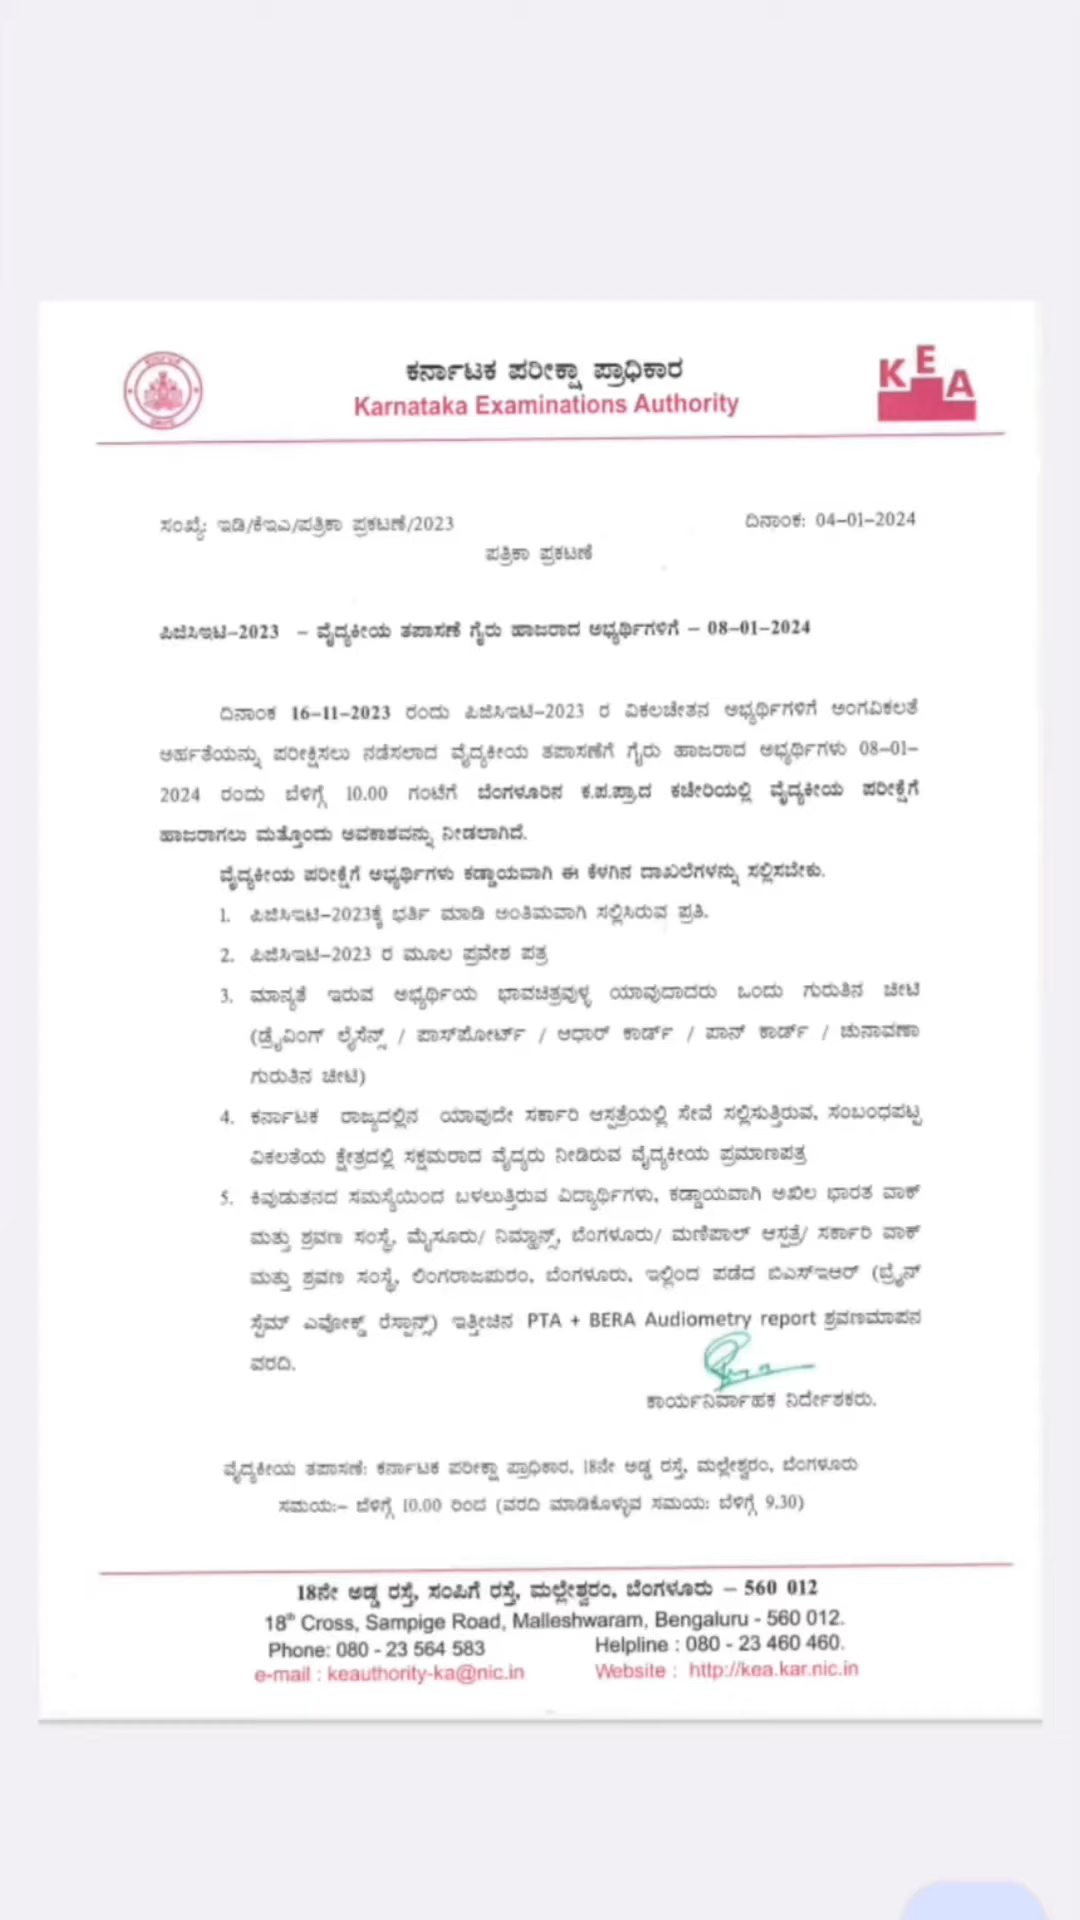 ಕರ್ನಾಟಕ ಪರೀಕ್ಷಾ ಪ್ರಾಧಿಕಾರ
Karnataka Examinations Authority
KEA
ಸಂಖ್ಯೆ: ಇಡಿ/ಕೆಇಎ/ಪತ್ರಿಕಾ ಪ್ರಕಟಣೆ/2023 ದಿನಾಂಕ: 04-01-2024
ಪತ್ರಿಕಾ ಪ್ರಕಟಣೆ
ಪಿಜಿಸಿಇಟಿ-2023 - ವೈದ್ಯಕೀಯ ತಪಾಸಣೆ ಗೈರು ಹಾಜರಾದ ಅಭ್ಯರ್ಥಿಗಳಿಗೆ - 08-01-2024
ದಿನಾಂಕ 16-11-2023 ರಂದು ಪಿಜಿಸಿಇಟಿ-2023 ರ ವಿಕಲಚೇತನ ಅಭ್ಯರ್ಥಿಗಳಿಗೆ ಅಂಗವಿಕಲತೆ
ಅರ್ಹತೆಯನ್ನು ಪರೀಕ್ಷಿಸಲು ನಡೆಸಲಾದ ವೈದ್ಯಕೀಯ ತಪಾಸಣೆಗೆ ಗೈರು ಹಾಜರಾದ ಅಭ್ಯರ್ಥಿಗಳು 08-01-
2024 ರಂದು ಬೆಳಿಗ್ಗೆ 10.00 ಗಂಟೆಗೆ ಬೆಂಗಳೂರಿನ ಕ.ಪ.ಪ್ರಾ.ದ ಕಚೇರಿಯಲ್ಲಿ ವೈದ್ಯಕೀಯ ಪರೀಕ್ಷೆಗೆ
ಹಾಜರಾಗಲು ಮತ್ತೊಂದು ಅವಕಾಶವನ್ನು ನೀಡಲಾಗಿದೆ.
ವೈದ್ಯಕೀಯ ಪರೀಕ್ಷೆಗೆ ಅಭ್ಯರ್ಥಿಗಳು ಕಡ್ಡಾಯವಾಗಿ ಈ ಕೆಳಗಿನ ದಾಖಲೆಗಳನ್ನು ಸಲ್ಲಿಸಬೇಕು.
1. ಪಿಜಿಸಿಇಟಿ-2023ಕ್ಕೆ ಭರ್ತಿ ಮಾಡಿ ಅಂತಿಮವಾಗಿ ಸಲ್ಲಿಸಿರುವ ಪ್ರತಿ.
2. ಪಿಜಿಸಿಇಟಿ-2023 ರ ಮೂಲ ಪ್ರವೇಶ ಪತ್ರ
3. ಮಾನ್ಯತೆ ಇರುವ ಅಭ್ಯರ್ಥಿಯ ಭಾವಚಿತ್ರವುಳ್ಳ ಯಾವುದಾದರು ಒಂದು ಗುರುತಿನ ಚೀಟಿ
(ಡ್ರೈವಿಂಗ್ ಲೈಸೆನ್ಸ್ / ಪಾಸ್‌ಪೋರ್ಟ್ / ಆಧಾರ್ ಕಾರ್ಡ್ / ಪಾನ್ ಕಾರ್ಡ್ / ಚುನಾವಣಾ
ಗುರುತಿನ ಚೀಟಿ)
4. ಕರ್ನಾಟಕ ರಾಜ್ಯದಲ್ಲಿನ ಯಾವುದೇ ಸರ್ಕಾರಿ ಆಸ್ಪತ್ರೆಯಲ್ಲಿ ಸೇವೆ ಸಲ್ಲಿಸುತ್ತಿರುವ, ಸಂಬಂಧಪಟ್ಟ
ವಿಕಲತೆಯ ಕ್ಷೇತ್ರದಲ್ಲಿ ಸಕ್ಷಮರಾದ ವೈದ್ಯರು ನೀಡಿರುವ ವೈದ್ಯಕೀಯ ಪ್ರಮಾಣಪತ್ರ
5. ಕಿವುಡುತನದ ಸಮಸ್ಯೆಯಿಂದ ಬಳಲುತ್ತಿರುವ ವಿದ್ಯಾರ್ಥಿಗಳು, ಕಡ್ಡಾಯವಾಗಿ ಅಖಿಲ ಭಾರತ ವಾಕ್
ಮತ್ತು ಶ್ರವಣ ಸಂಸ್ಥೆ, ಮೈಸೂರು/ ನಿಮ್ಹಾನ್ಸ್, ಬೆಂಗಳೂರು/ ಮಣಿಪಾಲ್ ಆಸ್ಪತ್ರೆ/ ಸರ್ಕಾರಿ ವಾಕ್
ಮತ್ತು ಶ್ರವಣ ಸಂಸ್ಥೆ, ಲಿಂಗರಾಜಪುರಂ, ಬೆಂಗಳೂರು, ಇಲ್ಲಿಂದ ಪಡೆದ ಬಿಎಸ್‌ಇಆರ್ (ಬ್ರೈನ್
ಸ್ಟೆಮ್ ಎವೋಕ್ಡ್ ರೆಸ್ಪಾನ್ಸ್) ಇತ್ತೀಚಿನ PTA + BERA Audiometry report ಶ್ರವಣಮಾಪನ
ವರದಿ.
ಕಾರ್ಯನಿರ್ವಾಹಕ ನಿರ್ದೇಶಕರು.
ವೈದ್ಯಕೀಯ ತಪಾಸಣೆ: ಕರ್ನಾಟಕ ಪರೀಕ್ಷಾ ಪ್ರಾಧಿಕಾರ, 18ನೇ ಅಡ್ಡ ರಸ್ತೆ, ಮಲ್ಲೇಶ್ವರಂ, ಬೆಂಗಳೂರು
ಸಮಯ:- ಬೆಳಿಗ್ಗೆ 10.00 ರಿಂದ (ವರದಿ ಮಾಡಿಕೊಳ್ಳುವ ಸಮಯ: ಬೆಳಿಗ್ಗೆ 9.30)
18ನೇ ಅಡ್ಡ ರಸ್ತೆ, ಸಂಪಿಗೆ ರಸ್ತೆ, ಮಲ್ಲೇಶ್ವರಂ, ಬೆಂಗಳೂರು – 560 012
18th Cross, Sampige Road, Malleshwaram, Bengaluru - 560 012.
Phone: 080 - 23 564 583 Helpline : 080 - 23 460 460.
e-mail : keauthority-ka@nic.in Website : http://kea.kar.nic.in